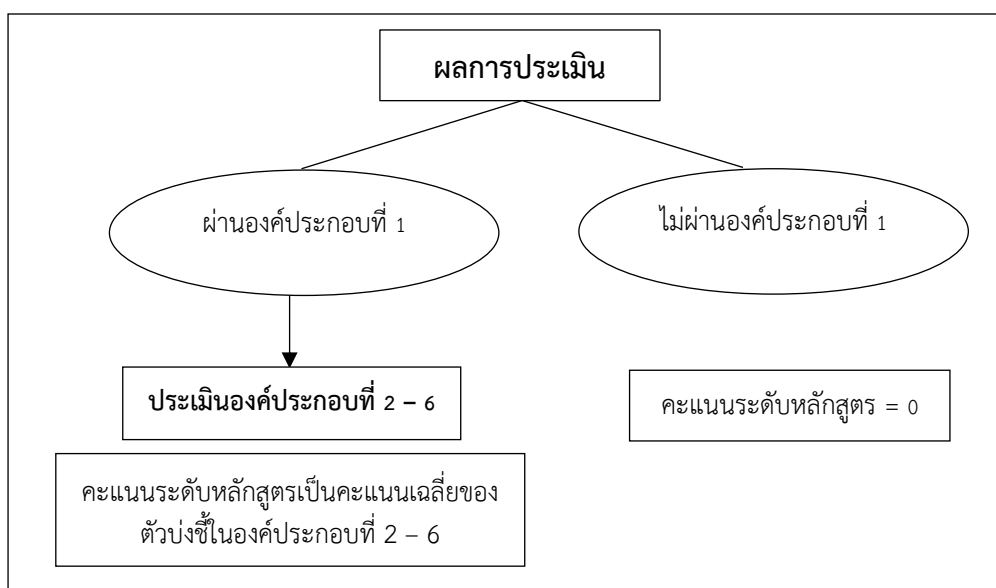 ผลการประเมิน
ผ่านองค์ประกอบที่ 1
ไม่ผ่านองค์ประกอบที่ 1
ประเมินองค์ประกอบที่ 2 – 6
คะแนนระดับหลักสูตร = 0
คะแนนระดับหลักสูตรเป็นคะแนนเฉลี่ยของ
ตัวบ่งชี้ในองค์ประกอบที่ 2 – 6